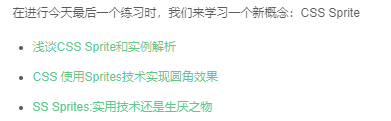 在进行今天最后一个练习时，我们来学习一个新概念：CSS Sprite
浅谈CSS Sprite和实例解析
CSS 使用Sprites技术实现圆角效果
SS Sprites:实用技术还是生厌之物